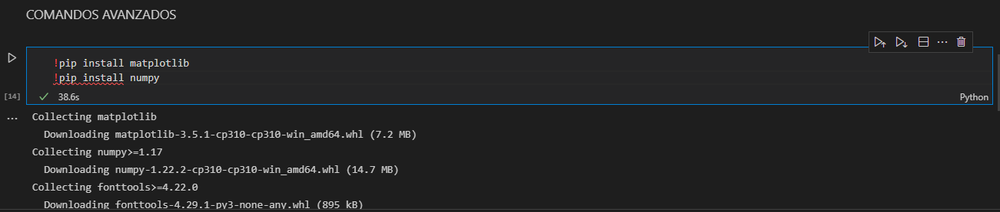 COMANDOS AVANZADOS
!pip install matplotlib
!pip install numpy
[14]
38.6s
Python
...
Collecting matplotlib
  Downloading matplotlib-3.5.1-cp310-cp310-win_amd64.whl (7.2 MB)
Collecting numpy>=1.17
  Downloading numpy-1.22.2-cp310-cp310-win_amd64.whl (14.7 MB)
Collecting fonttools>=4.22.0
  Downloading fonttools-4.29.1-py3-none-any.whl (895 kB)